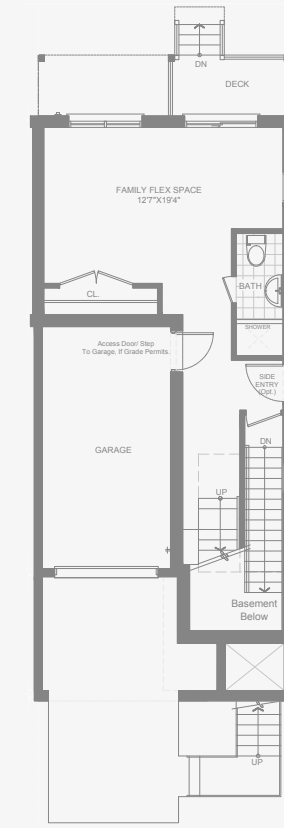 DN
DECK
FAMILY FLEX SPACE
12'7"X19'4"
BATH
CL.
SHOWER
Access Door/ Step
To Garage, If Grade Permits.
SIDE
ENTRY
(Opt.)
GARAGE
DN
UP
Basement
Below
UP